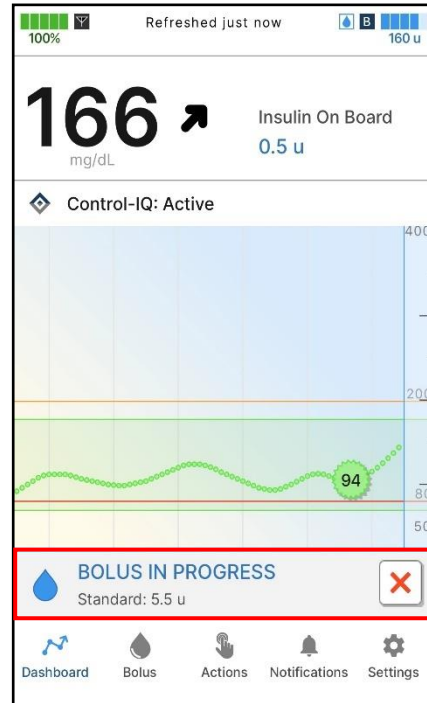 Refreshed just now
B
100%
160 u
166
mg/dL
Insulin On Board
0.5 u
Control-IQ: Active
400
200
94
80
50
BOLUS IN PROGRESS
Standard: 5.5 u
Dashboard
Bolus
Actions
Notifications
Settings